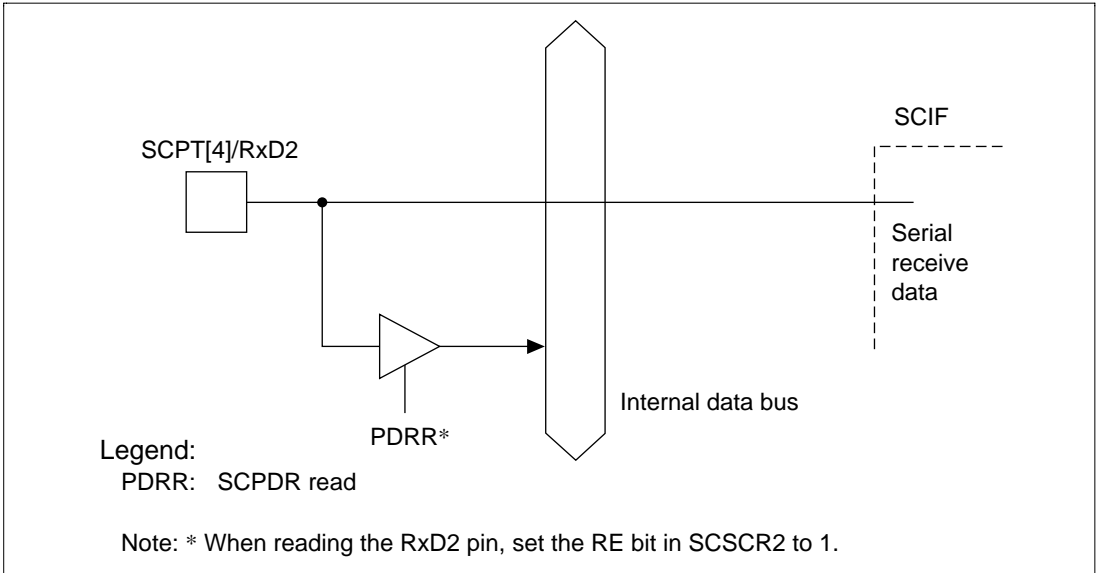 SCIF
SCPT[4]/RxD2
Serial
receive
data
Internal data bus
PDRR*
Legend:
PDRR: SCPDR read
Note: * When reading the RxD2 pin, set the RE bit in SCSCR2 to 1.